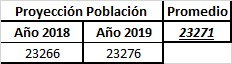 Proyección Población Promedio
Año 2018 Año 2019 23271
23266 23276